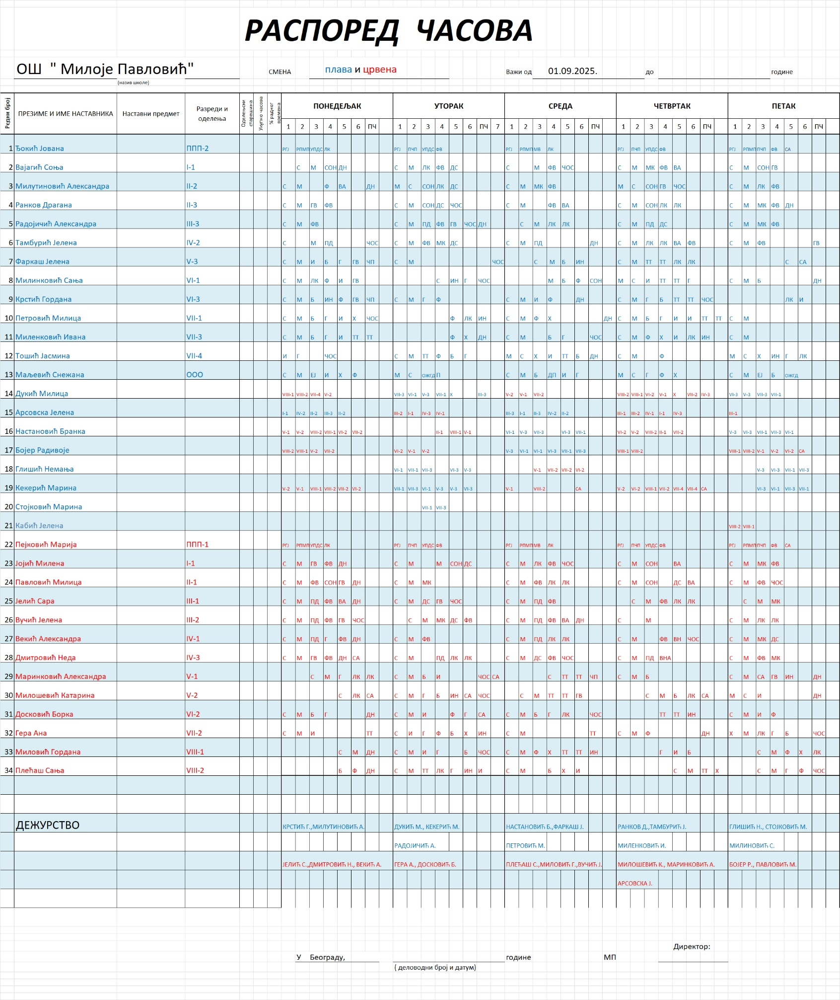 РАСПОРЕД ЧАСОВА
ОШ " Милоје Павловић" СМЕНА плава и црвена Важи од 01.09.2025. до године
(назив школе)
Редни број ПРЕЗИМЕ И ИМЕ НАСТАВНИКА Наставни предмет Разреди и оделења Оделењски старешина Укупно часова % радног времена ПОНЕДЕЉАК УТОРАК СРЕДА ЧЕТВРТАК ПЕТАК
1 2 3 4 5 6 ПЧ 1 2 3 4 5 6 ПЧ 7 1 2 3 4 5 6 ПЧ 1 2 3 4 5 6 ПЧ 1 2 3 4 5 6 ПЧ
1 Ђокић Јована ППП-2 РГЈ РПМП УПДС ЛК РГЈ ПЧП УПДС ФВ РГЈ РПМП МВ ЛК РГЈ ПЧП УПДС ФВ РГЈ РПМП ПЧП ФВ СА
2 Вајагић Соња I-1 С М СОН ДН С М ЛК ФВ ДС С М ФВ ЧОС С М МК ФВ ВА С М СОН ГВ
3 Милутиновић Александра II-2 С М Ф ВА ДН М С СОН ЛК ДС С М МК ФВ М С СОН ГВ ЧОС С М ЛК ФВ
4 Ранков Драгана II-3 С М ГВ ФВ С М СОН ДС ЧОС С М ФВ ВА С М СОН ЛК ЛК С М МК ФВ ДН
5 Радојичић Александра III-3 С М ФВ С М ПД ФВ ГВ ЧОС ДН С М ЛК ЛК С М ПД ДС С М МК ФВ
6 Тамбурић Јелена IV-2 С М ПД ЧОС С М ФВ МК ДС С М ПД ДН С М ЛК ЛК ВА ФВ С М ФВ ГВ
7 Фаркаш Јелена V-3 С М И Б Г ГВ ЧП С М ЧОС С М Б ИН С М ТТ ТТ ЛК ЛК С СА
8 Милинковић Сања VI-1 С М ЛК Ф И ГВ С ИН Г ЧОС М Б Ф СОН М С И ТТ ТТ Г С М Б ДН
9 Крстић Гордана VI-3 С М Б ИН Ф ГВ ЧП С М Г Ф С М И Ф ДН С М Г Б ТТ ТТ ЧОС ЛК И
10 Петровић Милица VII-1 С М Б Г И Х ЧОС Ф ЛК ИН С М Ф Х ДН С М Б Г И И ТТ ТТ С М
11 Миленковић Ивана VII-3 С М Б Г И ТТ ТТ Ф Х ДН С М Б Г ЧОС С М Ф Х И ЛК ИН С М
12 Тошић Јасмина VII-4 И Г ЧОС С М ТТ Ф Б Г М С Х И ТТ Б ДН С М Ф М С Х ИН Г ЛК
13 Маљевић Снежана ООО С М ЕЈ И Х Ф М С ОЖГД П С М Б ДП И Г М С Г Ф Х С М ЕЈ Б ОЖГД
14 Дукић Милица VIII-1 VIII-2 VII-4 V-2 VII-3 VI-1 V-3 VII-1 X III-3 V-2 V-1 VII-2 VIII-2 VIII-1 VI-2 V-1 X VII-2 IV-3 VI-3 V-3 VII-3 VII-1
15 Арсовска Јелена I-1 IV-2 II-2 III-3 II-2 III-2 I-1 IV-3 IV-1 III-3 I-1 II-3 IV-2 II-2 III-1 III-2 IV-1 I-1 IV-3 III-1
16 Настановић Бранка V-1 V-2 VIII-2 VIII-1 VI-2 VII-2 II-1 VIII-1 V-1 VI-1 V-3 VII-3 VI-3 VII-1 VI-2 V-2 VIII-2 II-1 VII-2 V-3 VI-3 VII-1 VII-3 VI-1
17 Бојер Радивоје VIII-2 VIII-1 V-2 VII-2 VI-2 V-1 V-2 V-3 VI-1 VI-1 VI-3 VII-1 VII-3 VIII-1 VIII-2 VIII-1 VIII-2 V-1 V-2 VI-2 СА
18 Глишић Немања VI-1 VII-1 VII-3 VI-3 V-3 V-1 VII-2 VII-2 VI-2 V-3 VI-3 VII-1 VII-3
19 Кекерић Марина V-2 V-1 VIII-1 VIII-2 VII-2 VI-2 VII-1 VII-3 VI-1 V-3 V-3 VI-3 V-1 VIII-2 СА V-2 VI-2 VIII-1 VII-2 VII-4 VII-4 СА VI-3 VI-1 VII-3 VII-1
20 Стојковић Марина VII-1 VII-3
21 Кабић Јелена VIII-2 VIII-1
22 Пејковић Марија ППП-1 РГЈ РПМП УПДС ЛК РГЈ ПЧП УПДС ФВ РГЈ РПМП МВ ЛК РГЈ ПЧП УПДС ФВ РГЈ РПМП ПЧП ФВ СА
23 Јојић Милена I-1 С М ГВ ФВ ДН С М М СОН ДС С М ЛК ФВ ЧОС С М СОН ВА С М МК ФВ
24 Павловић Милица II-1 С М ФВ СОН ГВ ДН С М МК С М ФВ ЛК ЛК С М СОН ДС ВА С М ФВ ЧОС
25 Јелић Сара III-1 С М ПД ФВ ВА ДН С М ДС ГВ ЧОС С М ПД ФВ С М ФВ ЛК ЛК С М МК
26 Вучић Јелена III-2 С М ПД ФВ ГВ ЧОС С М МК ДС ФВ С М ПД ФВ ВА ДН С М С М ЛК ЛК
27 Векић Александра IV-1 С М ПД Г ФВ ДН С М ФВ С М ПД ЛК ЛК С М ФВ ВН ЧОС С М МК ДС
28 Дмитровић Неда IV-3 С М ГВ ФВ ДН СА С М ПД ЛК ЛК С М ДС ФВ ЧОС С М ПД ВНА С М ФВ МК
29 Маринковић Александра V-1 С М Г ЛК ЛК С М Б И ЧОС СА С ТТ ТТ ЧП С М Б С М СА ГВ ИН ДН
30 Милошевић Катарина V-2 С ЛК СА С М Г Б ИН СА ЧОС С М ТТ ТТ ГВ С М Б ЛК СА М С И ДН
31 Досковић Борка VI-2 С М Б Г ДН С М И Ф Г СА С М Б Г ЛК ЧОС ТТ ТТ ИН С М И Ф
32 Гера Ана VII-2 С М И ТТ С И Г Ф Б Х ИН С М ТТ С М Ф ДН Х М ЛК Г Б ЧОС
33 Миловић Гордана VIII-1 С М ДН С М И Г Б ЧОС С М Ф Х ТТ ТТ ИН Г И Б С М Ф Х ЛК
34 Плећаш Сања VIII-2 Б Ф ДН С М ТТ ЛК Г ИН И С М Б Х И С М ТТ Х С М Г Ф ЧОС
ДЕЖУРСТВО КРСТИЋ Г.,МИЛУТИНОВИЋ А. ДУКИЋ М., КЕКЕРИЋ М. НАСТАНОВИЋ Б.,ФАРКАШ Ј. РАНКОВ Д.,ТАМБУРИЋ Ј. ГЛИШИЋ Н., СТОЈКОВИЋ М.
РАДОЈИЧИЋ А. ПЕТРОВИЋ М. МИЛЕНКОВИЋ И. МИЛИНОВИЋ С.
ЈЕЛИЋ С.,ДМИТРОВИЋ Н., ВЕКИЋ А. ГЕРА А., ДОСКОВИЋ Б. ПЛЕЋАШ С.,МИЛОВИЋ Г.,ВУЧИЋ Ј. МИЛОШЕВИЋ К., МАРИНКОВИЋ А. БОЈЕР Р., ПАВЛОВИЋ М.
АРСОВСКА Ј.
Директор:
У Београду, године МП
( деловодни број и датум)